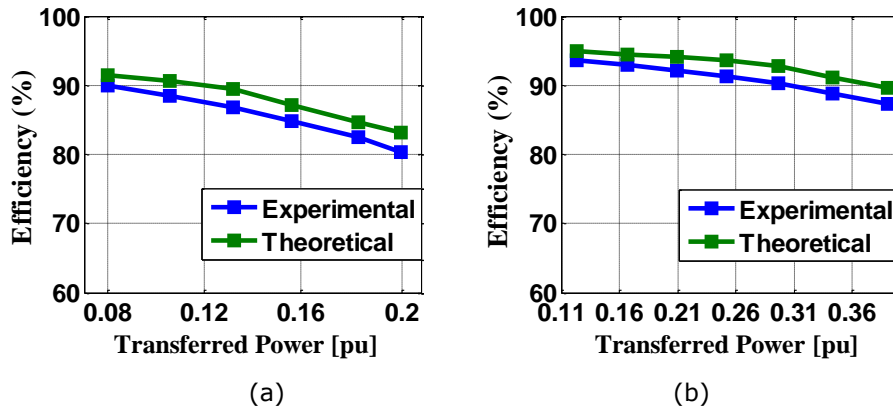 100
90
80
70
60
Efficiency (%)
Experimental
Theoretical
0.08 0.12 0.16 0.2
Transferred Power [pu]
(a)
100
90
80
70
60
Efficiency (%)
Experimental
Theoretical
0.11 0.16 0.21 0.26 0.31 0.36
Transferred Power [pu]
(b)